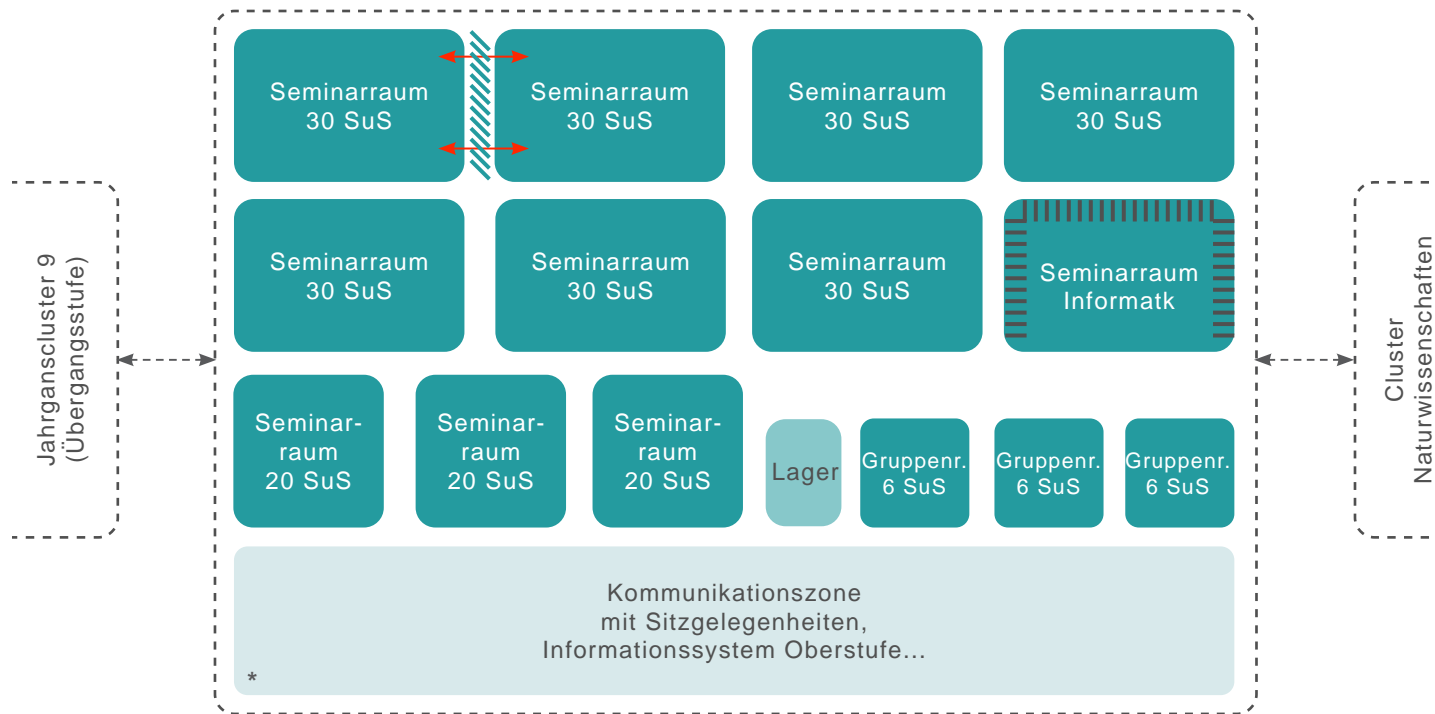 Seminarraum
30 SuS
Seminarraum
30 SuS
Seminarraum
30 SuS
Seminarraum
30 SuS
Jahrganscluster 9
(Übergangsstufe)
Seminarraum
30 SuS
Seminarraum
30 SuS
Seminarraum
30 SuS
Seminarraum
Informatk
Cluster
Naturwissenschaften
Seminar-
raum
20 SuS
Seminar-
raum
20 SuS
Seminar-
raum
20 SuS
Lager
Gruppenr.
6 SuS
Gruppenr.
6 SuS
Gruppenr.
6 SuS
Kommunikationszone
mit Sitzgelegenheiten,
Informationssystem Oberstufe...
*